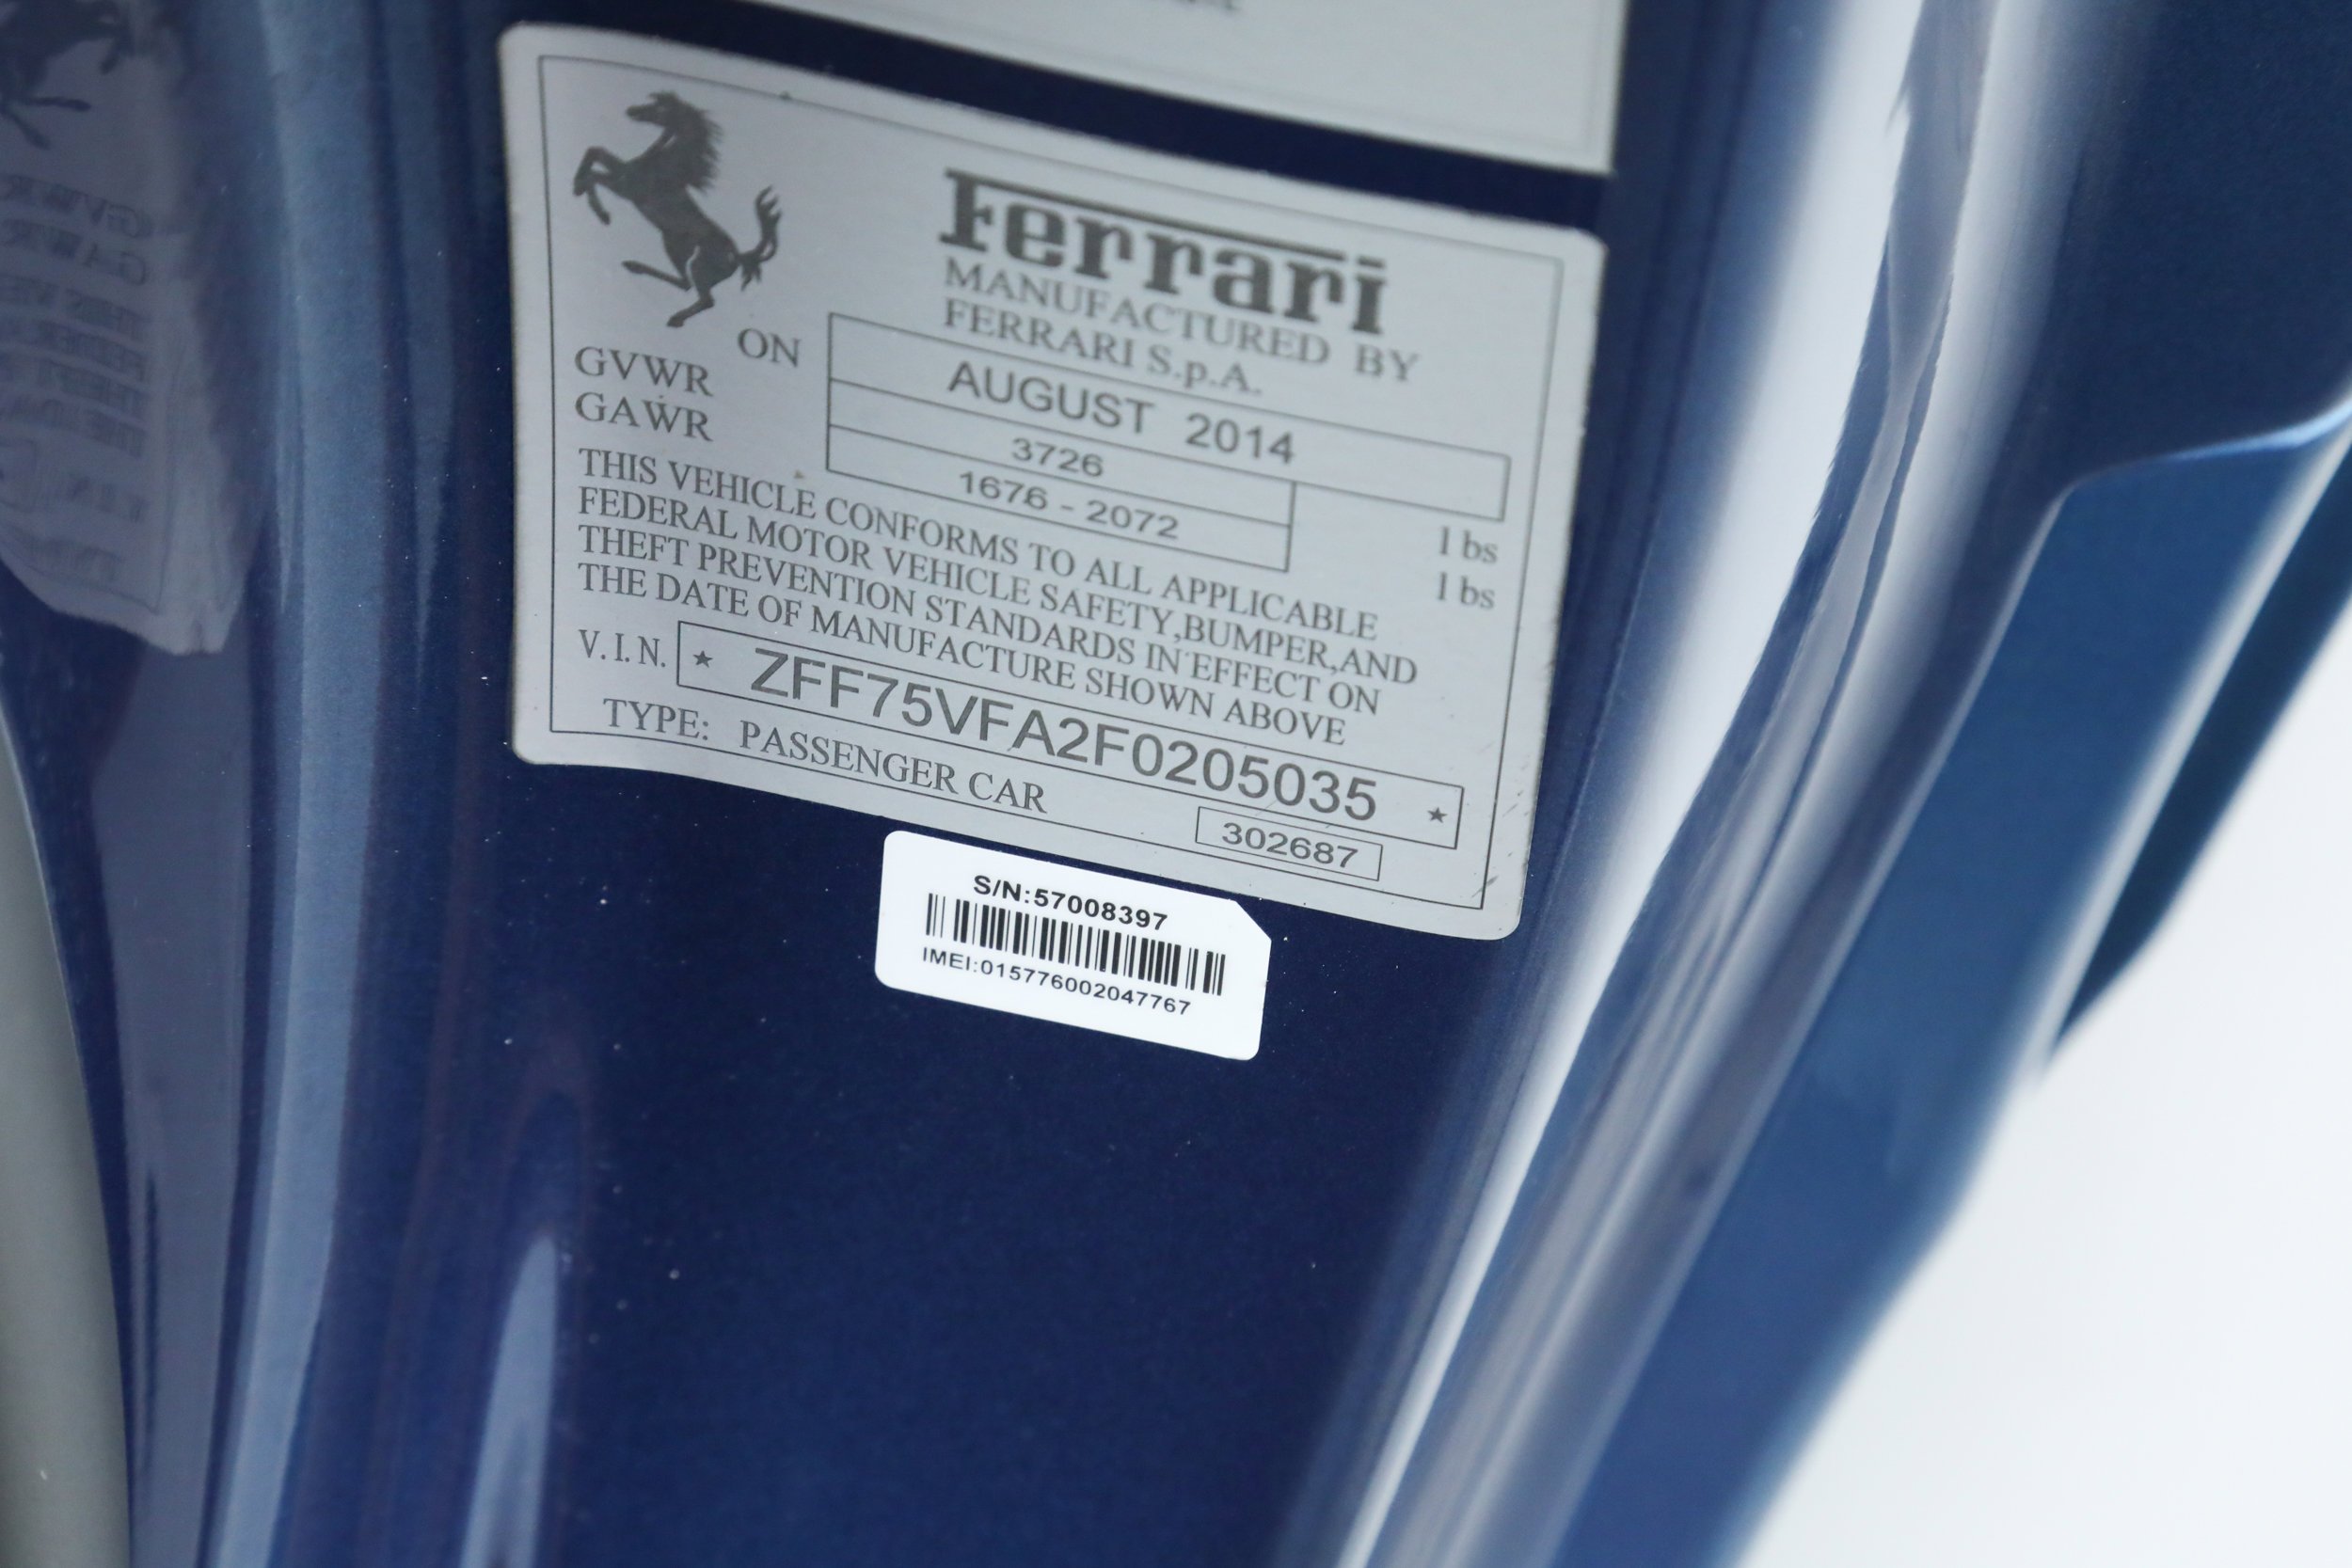 Ferrari
MANUFACTURED BY
FERRARI S.p.A.
ON AUGUST 2014
GVWR 3726 lbs
GAWR 1676 - 2072 lbs
THIS VEHICLE CONFORMS TO ALL APPLICABLE
FEDERAL MOTOR VEHICLE SAFETY,BUMPER,AND
THEFT PREVENTION STANDARDS IN EFFECT ON
THE DATE OF MANUFACTURE SHOWN ABOVE
V.I.N. ★ ZFF75VFA2F0205035 ★
TYPE: PASSENGER CAR 302687
S/N:57008397
IMEI:015776002047767